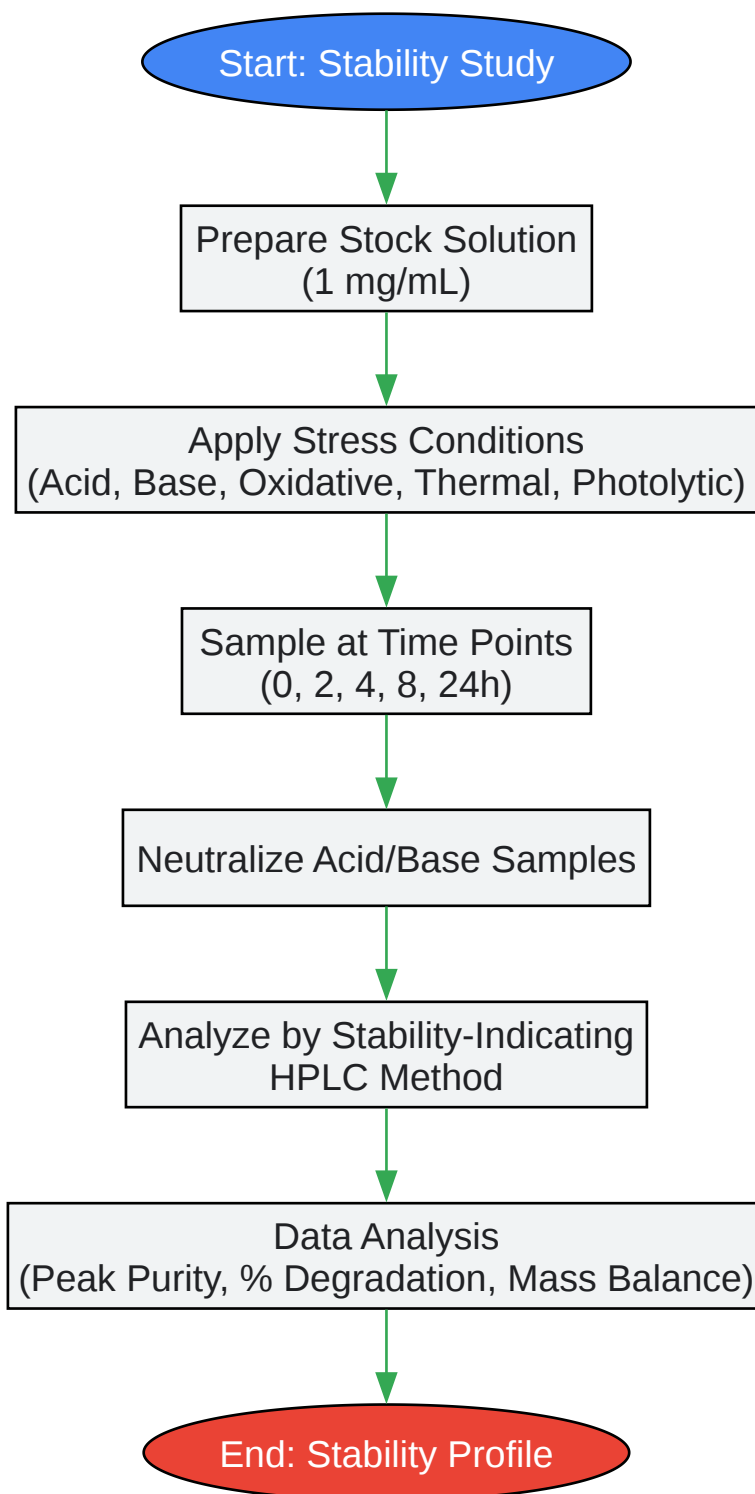 Start: Stability Study
Prepare Stock Solution
(1 mg/mL)
Apply Stress Conditions
(Acid, Base, Oxidative, Thermal, Photolytic)
Sample at Time Points
(0, 2, 4, 8, 24h)
Neutralize Acid/Base Samples
Analyze by Stability-Indicating
HPLC Method
Data Analysis
(Peak Purity, % Degradation, Mass Balance)
End: Stability Profile